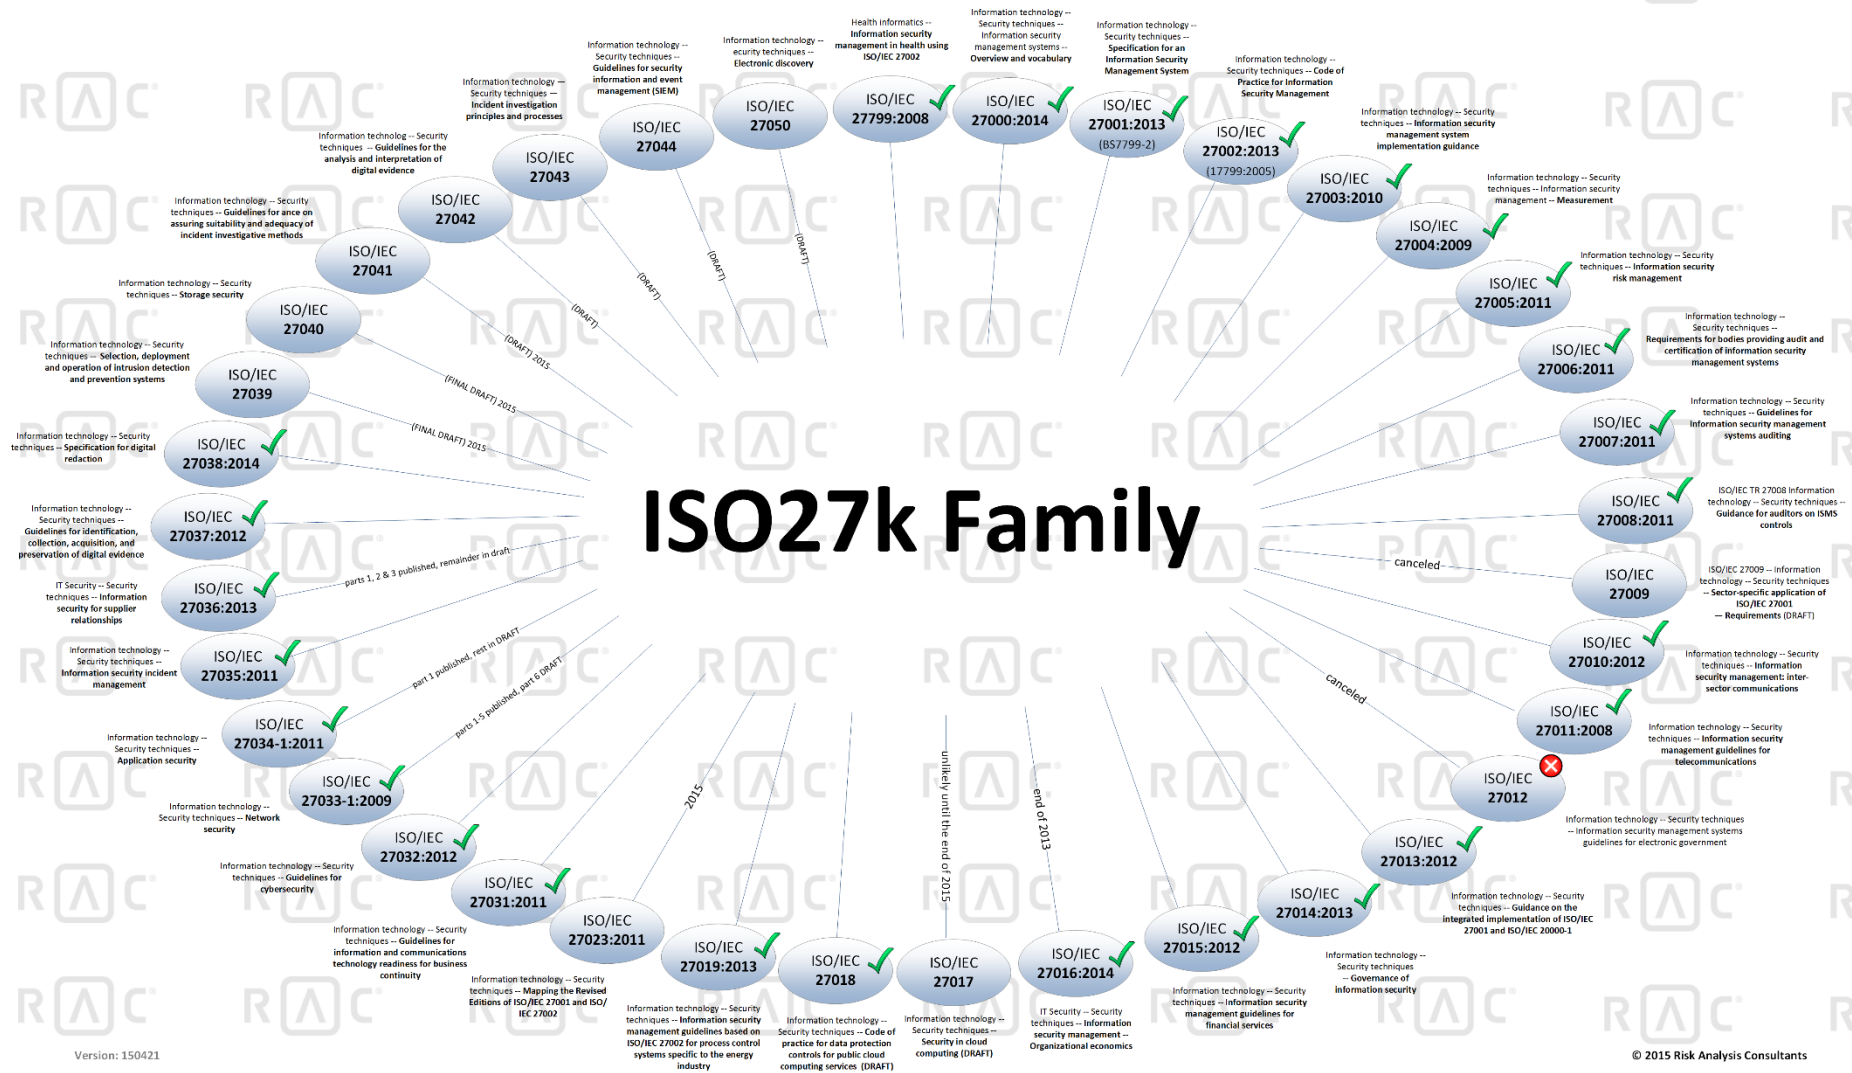 Health informatics --
Information security
management in health using
ISO/IEC 27002
ISO/IEC
27799:2008
Information technology --
Security techniques --
Information security
management systems --
Overview and vocabulary
ISO/IEC
27000:2014
Information technology --
Security techniques --
Specification for an
Information Security
Management System
ISO/IEC
27001:2013
(BS7799-2)
Information technology --
Security techniques -- Code of
Practice for Information
Security Management
ISO/IEC
27002:2013
(17799:2005)
Information technology -- Security
techniques -- Information security
management system
implementation guidance
ISO/IEC
27003:2010
Information technology -- Security
techniques -- Information security
management -- Measurement
ISO/IEC
27004:2009
Information technology -- Security
techniques -- Information security
risk management
ISO/IEC
27005:2011
Information technology --
Security techniques --
Requirements for bodies providing audit and
certification of information security
management systems
ISO/IEC
27006:2011
Information technology -- Security
techniques -- Guidelines for
Information security management
systems auditing
ISO/IEC
27007:2011
ISO/IEC TR 27008 Information
technology -- Security techniques --
Guidance for auditors on ISMS
controls
ISO/IEC
27008:2011
canceled
ISO/IEC
27009
ISO/IEC 27009 -- Information
technology -- Security techniques
-- Sector-specific application of
ISO/IEC 27001
— Requirements (DRAFT)
ISO/IEC
27010:2012
Information technology -- Security
techniques -- Information
security management: inter-
sector communications
ISO/IEC
27011:2008
Information technology -- Security
techniques -- Information security
management guidelines for
telecommunications
canceled
ISO/IEC
27012
Information technology -- Security techniques
-- Information security management systems
guidelines for electronic government
ISO/IEC
27013:2012
Information technology -- Security
techniques -- Guidance on the
integrated implementation of ISO/IEC
27001 and ISO/IEC 20000-1
ISO/IEC
27014:2013
Information technology --
Security techniques
-- Governance of
information security
ISO/IEC
27015:2012
Information technology -- Security
techniques -- Information security
management guidelines for
financial services
end of 2013
ISO/IEC
27016:2014
IT Security -- Security
techniques -- Information
security management --
Organizational economics
unlikely until the end of 2015
ISO/IEC
27017
Information technology --
Security techniques --
Security in cloud
computing (DRAFT)
ISO/IEC
27018
Information technology --
Security techniques -- Code of
practice for data protection
controls for public cloud
computing services (DRAFT)
ISO/IEC
27019:2013
Information technology -- Security
techniques -- Information security
management guidelines based on
ISO/IEC 27002 for process control
systems specific to the energy
industry
2015
ISO/IEC
27023:2011
Information technology -- Security
techniques -- Mapping the Revised
Editions of ISO/IEC 27001 and ISO/
IEC 27002
ISO/IEC
27031:2011
Information technology -- Security
techniques -- Guidelines for
information and communications
technology readiness for business
continuity
ISO/IEC
27032:2012
Information technology -- Security
techniques -- Guidelines for
cybersecurity
parts 1-5 published, part 6 DRAFT
ISO/IEC
27033-1:2009
Information technology --
Security techniques -- Network
security
part 1 published, rest in DRAFT
ISO/IEC
27034-1:2011
Information technology --
Security techniques --
Application security
ISO/IEC
27035:2011
Information technology --
Security techniques --
Information security incident
management
parts 1, 2 & 3 published, remainder in draft
ISO/IEC
27036:2013
IT Security -- Security
techniques -- Information
security for supplier
relationships
ISO/IEC
27037:2012
Information technology --
Security techniques --
Guidelines for identification,
collection, acquisition, and
preservation of digital evidence
ISO/IEC
27038:2014
Information technology -- Security
techniques -- Specification for digital
redaction
(FINAL DRAFT) 2015
ISO/IEC
27039
Information technology -- Security
techniques -- Selection, deployment
and operation of intrusion detection
and prevention systems
(FINAL DRAFT) 2015
ISO/IEC
27040
Information technology -- Security
techniques -- Storage security
(DRAFT) 2015
ISO/IEC
27041
Information technology -- Security
techniques -- Guidelines for ance on
assuring suitability and adequacy of
incident investigative methods
(DRAFT)
ISO/IEC
27042
Information technolog -- Security
techniques -- Guidelines for the
analysis and interpretation of
digital evidence
(DRAFT)
ISO/IEC
27043
Information technology —
Security techniques —
Incident investigation
principles and processes
(DRAFT)
ISO/IEC
27044
Information technology --
Security techniques --
Guidelines for security
information and event
management (SIEM)
(DRAFT)
ISO/IEC
27050
Information technology --
ecurity techniques --
Electronic discovery
ISO27k Family
Version: 150421
© 2015 Risk Analysis Consultants